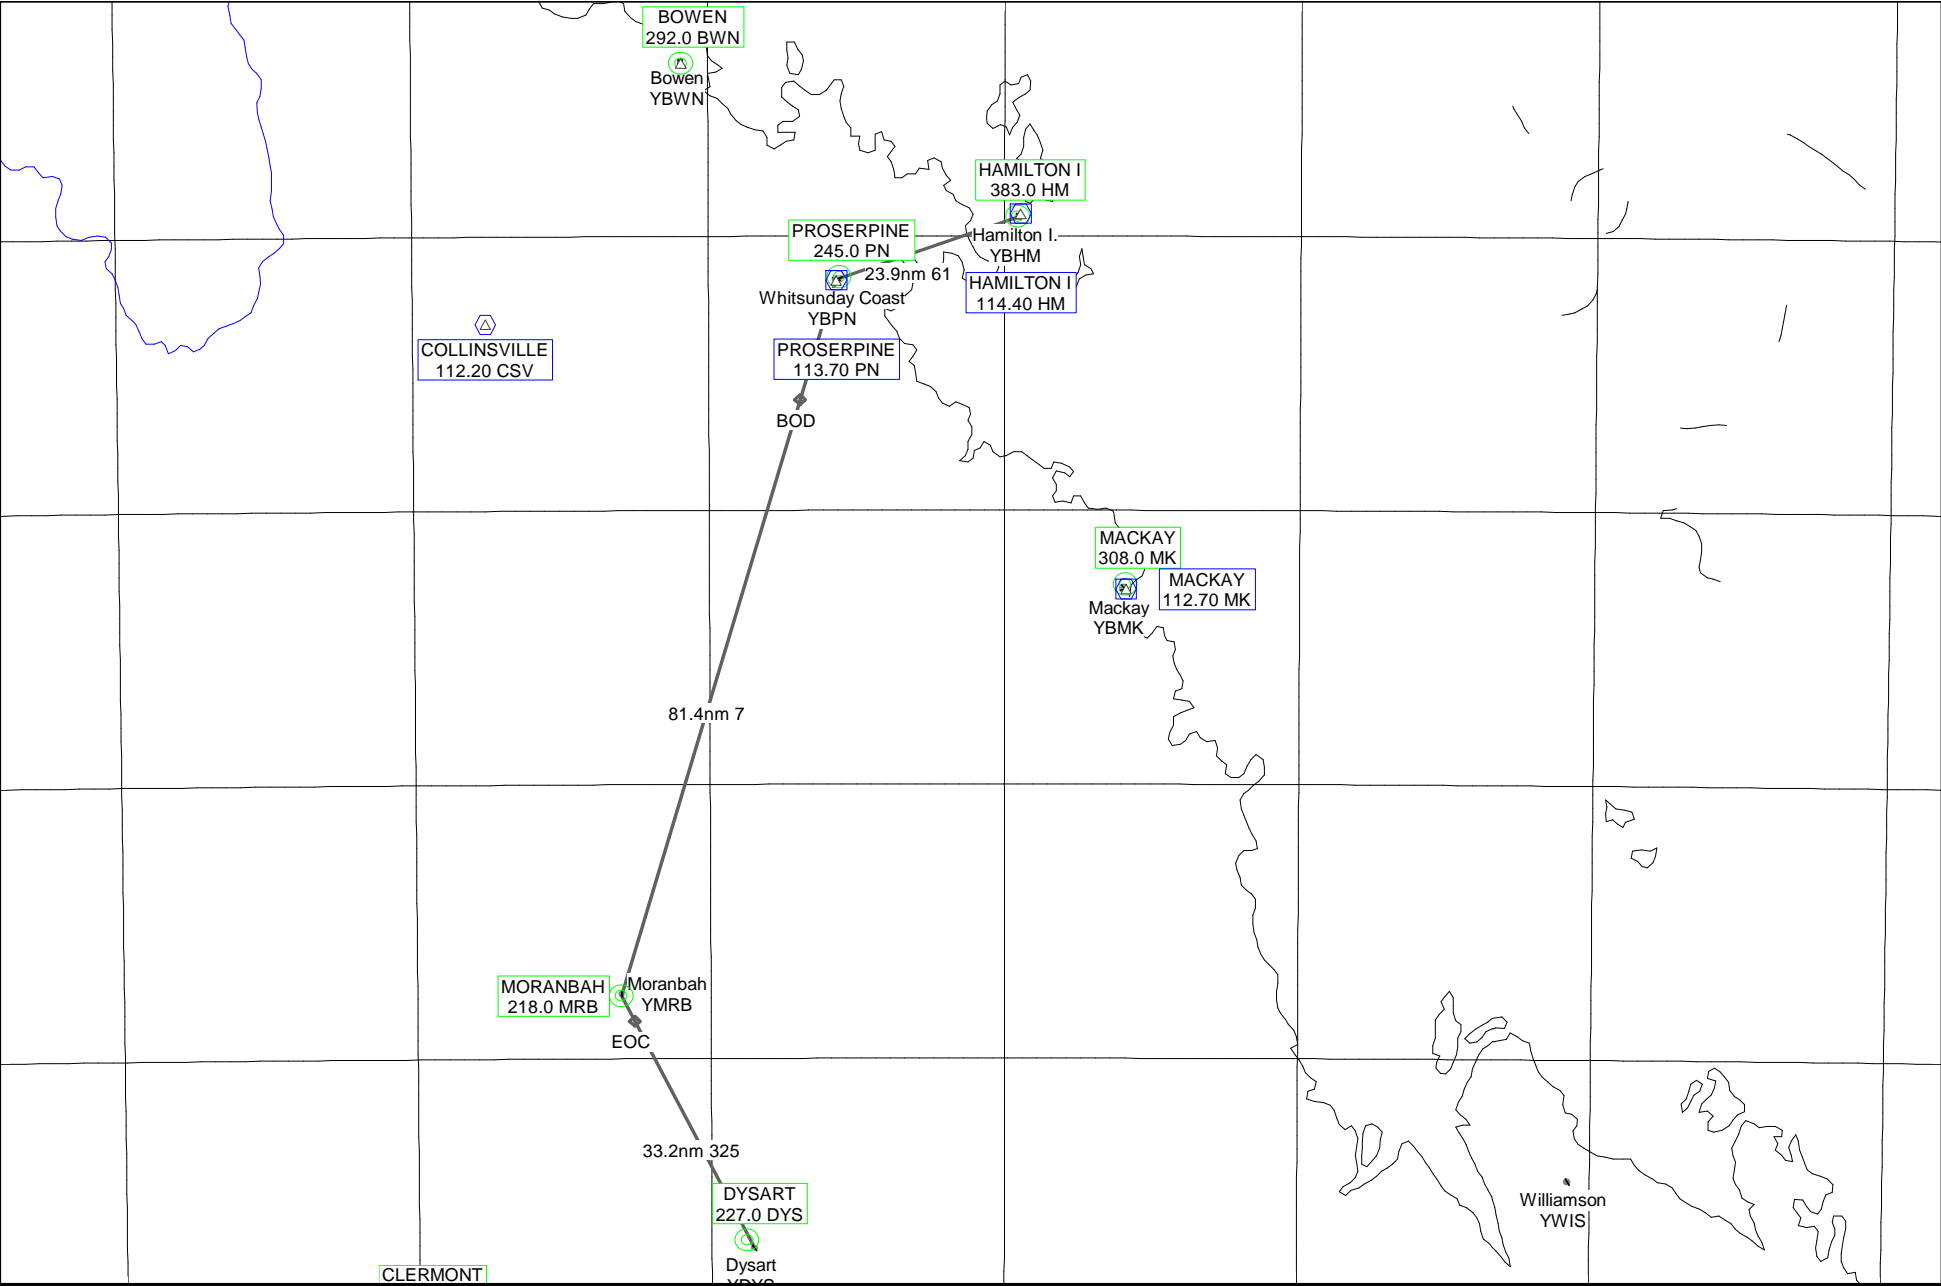 BOWEN
292.0 BWN
Bowen
YBWN
HAMILTON I
383.0 HM
Hamilton I.
YBHM
HAMILTON I
114.40 HM
PROSERPINE
245.0 PN
23.9nm 61
Whitsunday Coast
YBPN
PROSERPINE
113.70 PN
COLLINSVILLE
112.20 CSV
BOD
MACKAY
308.0 MK
MACKAY
112.70 MK
Mackay
YBMK
81.4nm 7
MORANBAH
218.0 MRB
Moranbah
YMRB
EOC
33.2nm 325
DYSART
227.0 DYS
Williamson
YWIS
Dysart
YDYS
CLERMONT